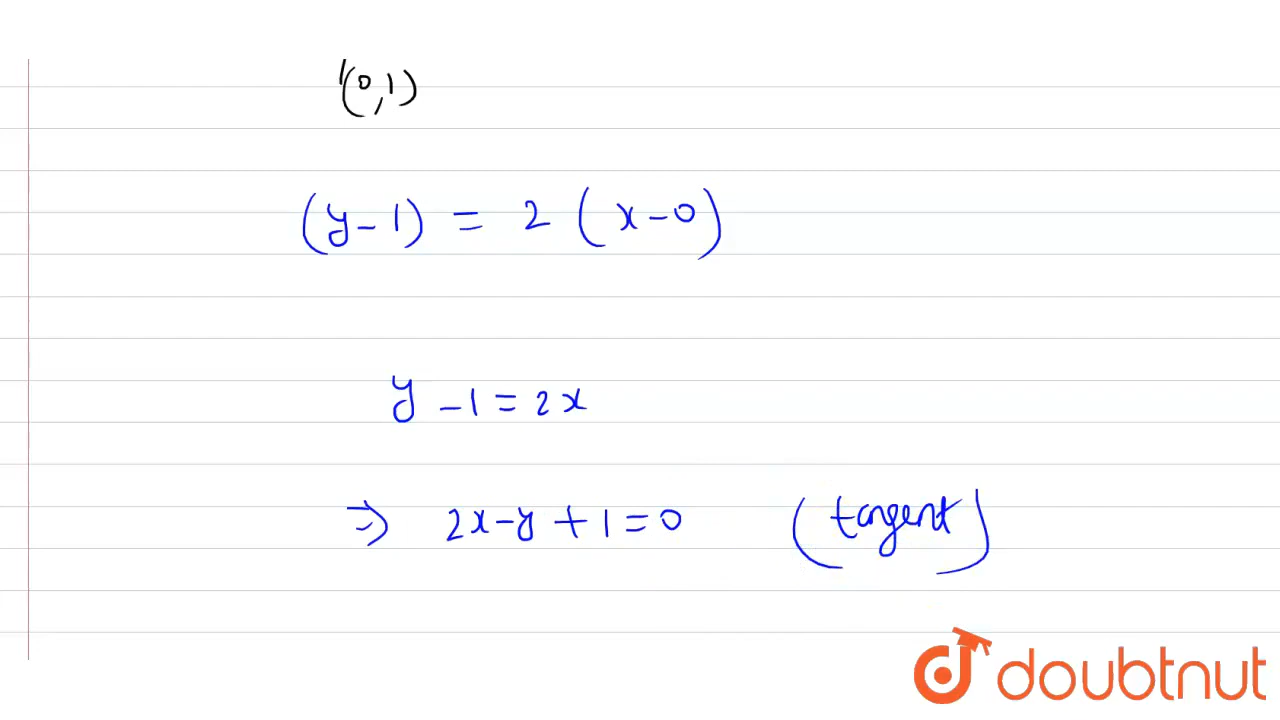 (0,1)
(y-1) = 2 (x-0)
y -1 = 2x
⇒ 2x-y+1=0 (tangent)
doubtnut